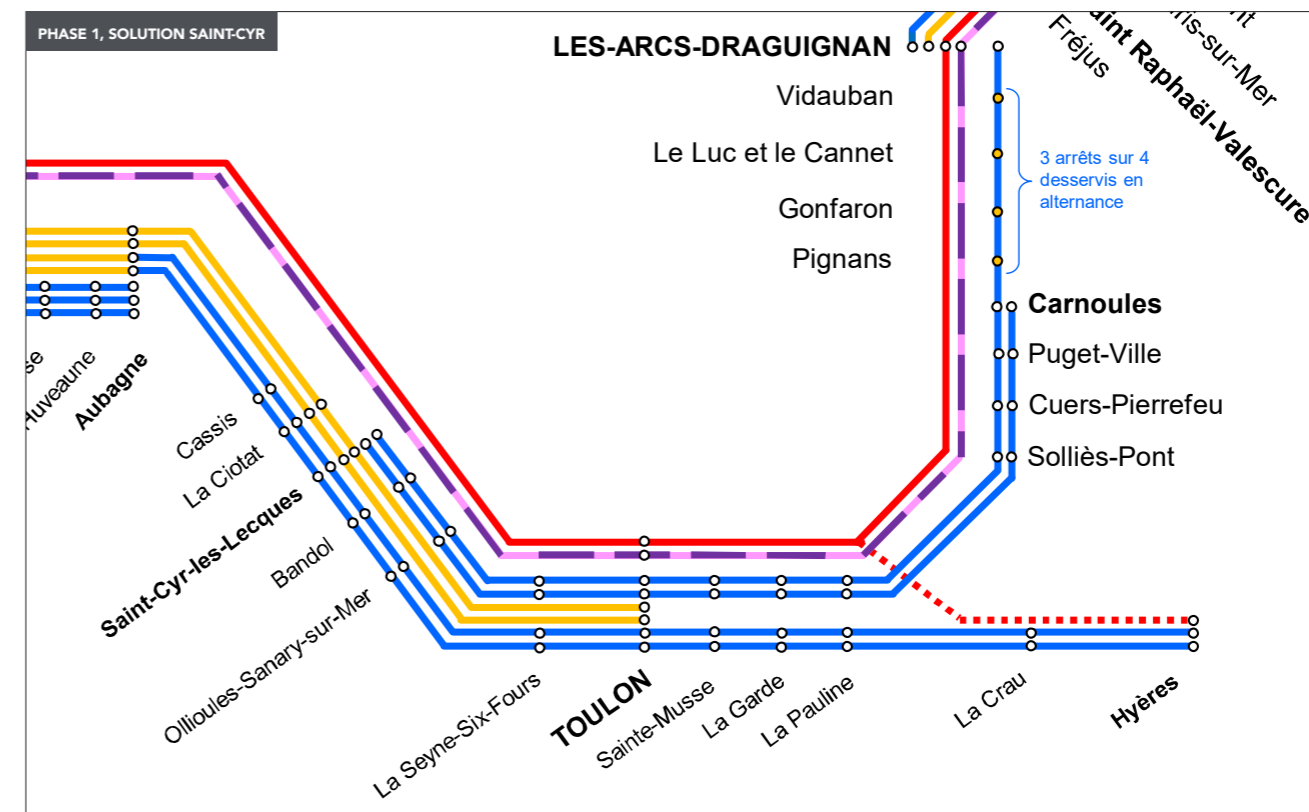 PHASE 1, SOLUTION SAINT-CYR
LES-ARCS-DRAGUIGNAN
Fréjus
Raphaël-Valescure
Vidauban
Le Luc et le Cannet
Gonfaron
Pignans
3 arrêts sur 4
desservis en
alternance
Carnoules
Puget-Ville
Cuers-Pierrefeu
Solliès-Pont
Huveaune
Aubagne
Cassis
La Ciotat
Saint-Cyr-les-Lecques
Bandol
Ollioules-Sanary-sur-Mer
La Seyne-Six-Fours
TOULON
Sainte-Musse
La Garde
La Pauline
La Crau
Hyères